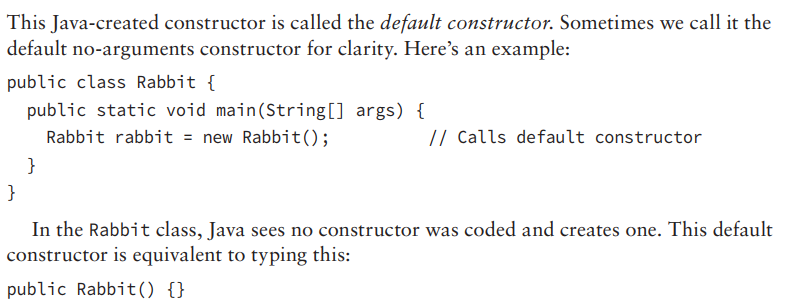 This Java-created constructor is called the default constructor. Sometimes we call it the
default no-arguments constructor for clarity. Here’s an example:
public class Rabbit {
  public static void main(String[] args) {
    Rabbit rabbit = new Rabbit();          // Calls default constructor
  }
}
In the Rabbit class, Java sees no constructor was coded and creates one. This default
constructor is equivalent to typing this:
public Rabbit() {}